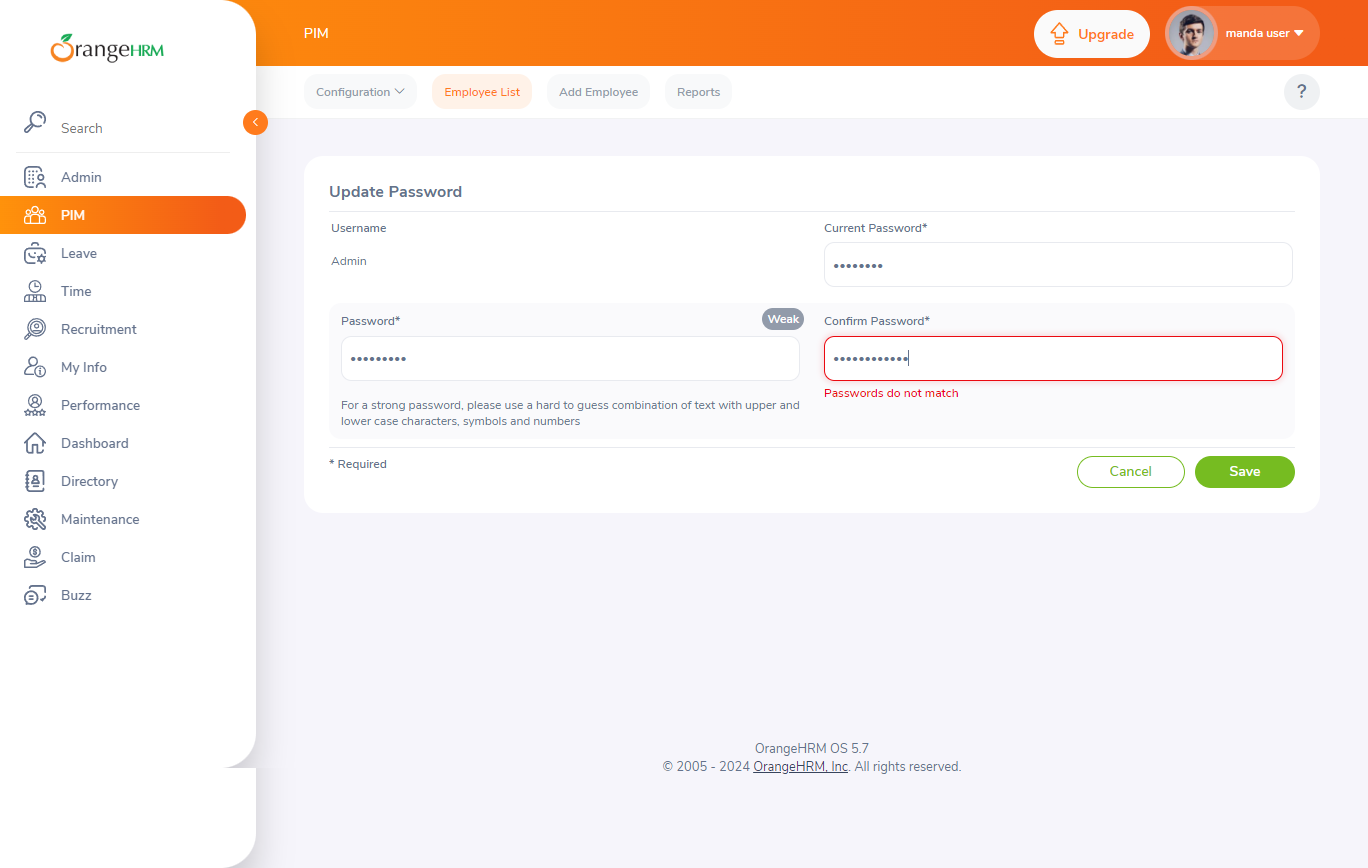 OrangeHRM
PIM
Upgrade
manda user
Search
Configuration
Employee List
Add Employee
Reports
?
Admin
PIM
Leave
Time
Recruitment
My Info
Performance
Dashboard
Directory
Maintenance
Claim
Buzz
Update Password
Username
Current Password*
Admin
••••••••
Password*
Weak
Confirm Password*
•••••••••
••••••••••••
Passwords do not match
For a strong password, please use a hard to guess combination of text with upper and
lower case characters, symbols and numbers
* Required
Cancel
Save
OrangeHRM OS 5.7
© 2005 - 2024 OrangeHRM, Inc. All rights reserved.